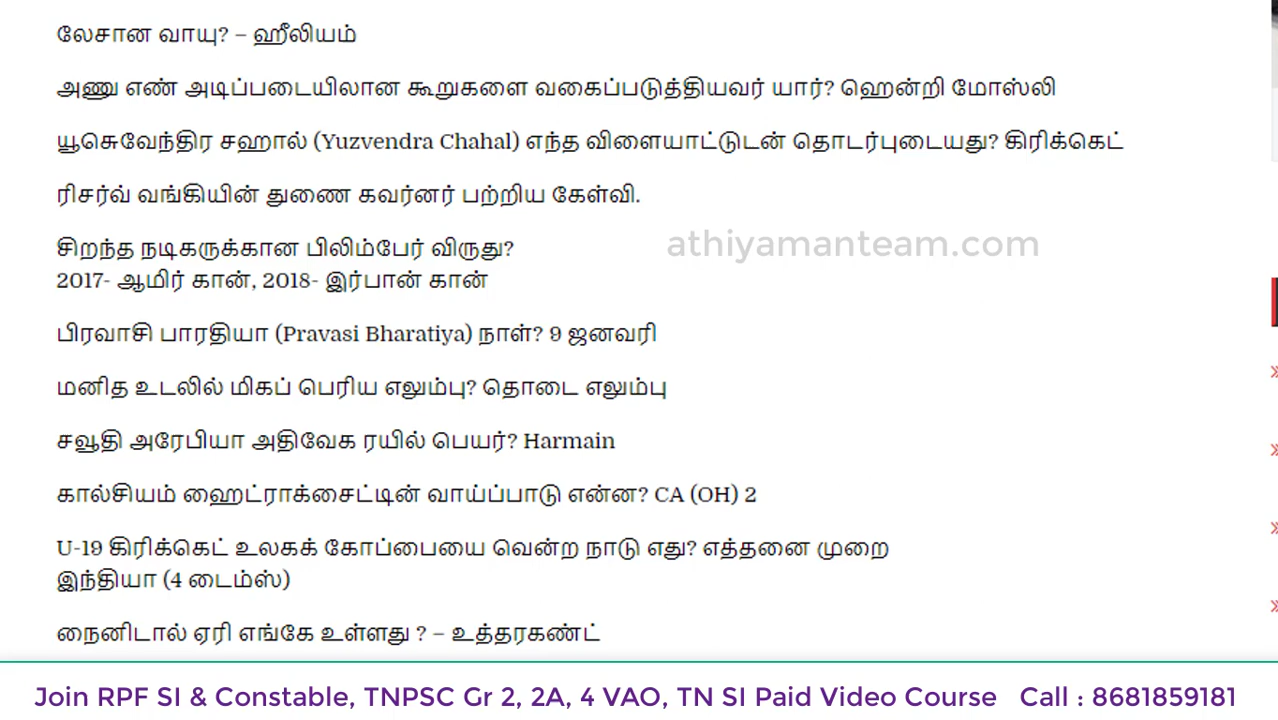 லேசான வாயு? – ஹீலியம்
அணு எண் அடிப்படையிலான கூறுகளை வகைப்படுத்தியவர் யார்? ஹென்றி மோஸ்லி
யூசுவேந்திர சஹால் (Yuzvendra Chahal) எந்த விளையாட்டுடன் தொடர்புடையது? கிரிக்கெட்
ரிசர்வ் வங்கியின் துணை கவர்னர் பற்றிய கேள்வி.
சிறந்த நடிகருக்கான பிலிம்பேர் விருது?
2017- ஆமிர் கான், 2018- இர்பான் கான்
athiyamanteam.com
பிரவாசி பாரதியா (Pravasi Bharatiya) நாள்? 9 ஜனவரி
மனித உடலில் மிகப் பெரிய எலும்பு? தொடை எலும்பு
சவூதி அரேபியா அதிவேக ரயில் பெயர்? Harmain
கால்சியம் ஹைட்ராக்சைட்டின் வாய்ப்பாடு என்ன? CA (OH) 2
U-19 கிரிக்கெட் உலகக் கோப்பையை வென்ற நாடு எது? எத்தனை முறை
இந்தியா (4 டைம்ஸ்)
நைனிடால் ஏரி எங்கே உள்ளது ? – உத்தரகண்ட்
Join RPF SI & Constable, TNPSC Gr 2, 2A, 4 VAO, TN SI Paid Video Course Call : 8681859181